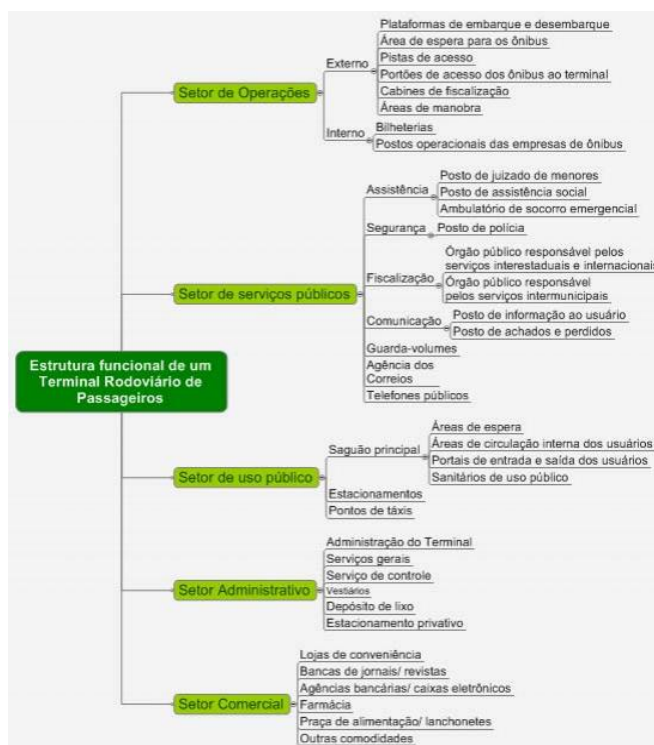 Plataformas de embarque e desembarque
Área de espera para os ônibus
Externo
Pistas de acesso
Portões de acesso dos ônibus ao terminal
Setor de Operações
Cabines de fiscalização
Áreas de manobra
Interno
Bilheterias
Postos operacionais das empresas de ônibus
Posto de juizado de menores
Assistência
Posto de assistência social
Ambulatório de socorro emergencial
Segurança
Posto de polícia
Órgão público responsável pelos
serviços interestaduais e internacionais
Fiscalização
Órgão público responsável
pelos serviços intermunicipais
Setor de serviços públicos
Comunicação
Posto de informação ao usuário
Posto de achados e perdidos
Guarda-volumes
Agência dos
Correios
Telefones públicos
Estrutura funcional de um
Terminal Rodoviário de
Passageiros
Áreas de espera
Saguão principal
Áreas de circulação interna dos usuários
Portais de entrada e saída dos usuários
Setor de uso público
Sanitários de uso público
Estacionamentos
Pontos de táxis
Administração do Terminal
Serviços gerais
Serviço de controle
Setor Administrativo
Vestiários
Depósito de lixo
Estacionamento privativo
Lojas de conveniência
Bancas de jornais/ revistas
Agências bancárias/ caixas eletrônicos
Setor Comercial
Farmácia
Praça de alimentação/ lanchonetes
Outras comodidades